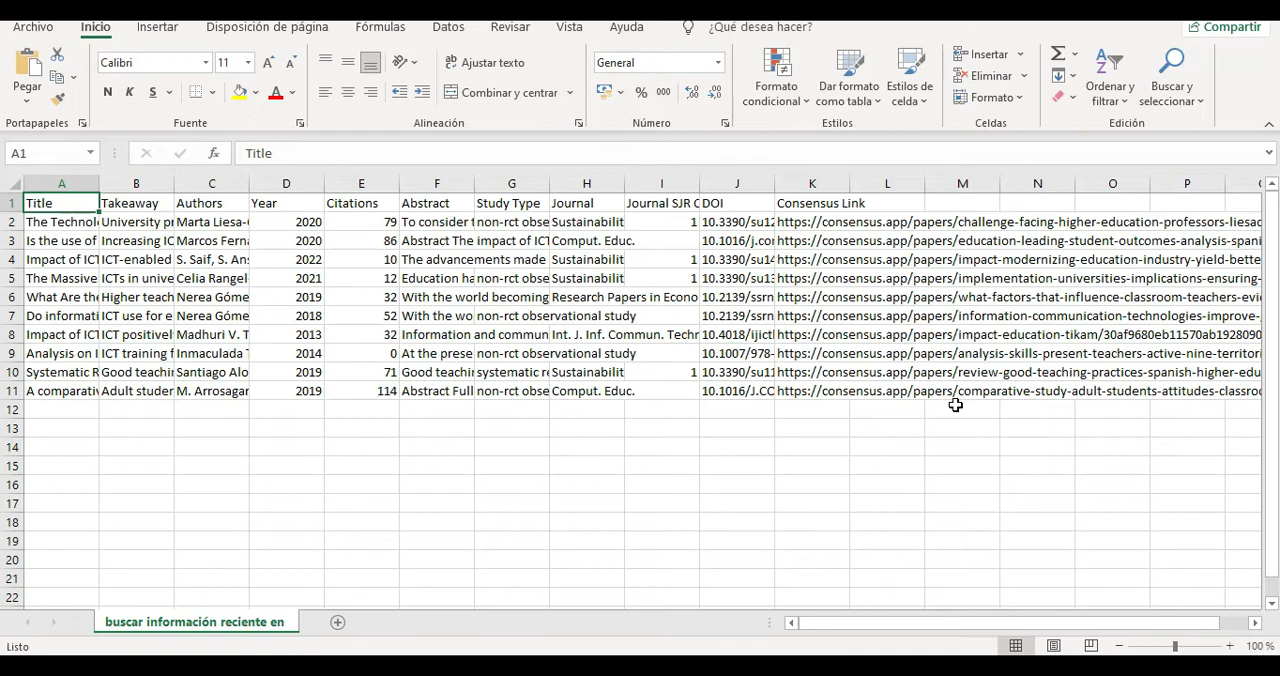 Archivo Inicio Insertar Disposición de página Fórmulas Datos Revisar Vista Ayuda ¿Qué desea hacer? Compartir
Pegar
Calibri 11
N K S
Ajustar texto
Combinar y centrar
General
% 000
Formato condicional
Dar formato como tabla
Estilos de celda
Insertar
Eliminar
Formato
Ordenar y filtrar
Buscar y seleccionar
Portapapeles Fuente Alineación Número Estilos Celdas Edición
A1 fx Title
A B C D E F G H I J K L M N O P
1 Title Takeaway Authors Year Citations Abstract Study Type Journal Journal SJR DOI Consensus Link
2 The Technol University pr Marta Liesa- 2020 79 To consider non-rct obse Sustainabilit 1 10.3390/su12 https://consensus.app/papers/challenge-facing-higher-education-professors-liesac
3 Is the use of Increasing IC Marcos Ferna 2020 86 Abstract The impact of ICT Comput. Educ. 10.1016/j.com https://consensus.app/papers/education-leading-student-outcomes-analysis-spani
4 Impact of ICT ICT-enabled S. Saif, S. Ans 2022 10 The advancements made Sustainabilit 1 10.3390/su14 https://consensus.app/papers/impact-modernizing-education-industry-yield-bette
5 The Massive ICTs in unive Celia Rangel- 2021 12 Education ha non-rct obse Sustainabilit 1 10.3390/su13 https://consensus.app/papers/implementation-universities-implications-ensuring-
6 What Are the Higher teach Nerea Góme 2019 32 With the world becoming Research Papers in Econo 10.2139/ssrn https://consensus.app/papers/what-factors-that-influence-classroom-teachers-evi
7 Do informati ICT use for e Nerea Góme 2018 52 With the wo non-rct observational study 10.2139/ssrn https://consensus.app/papers/information-communication-technologies-improve-
8 Impact of ICT ICT positivel Madhuri V. T 2013 32 Information and commun Int. J. Inf. Commun. Techn 10.4018/ijict https://consensus.app/papers/impact-education-tikam/30af9680eb11570ab1928090
9 Analysis on I ICT training f Inmaculada T 2014 0 At the prese non-rct observational study 10.1007/978- https://consensus.app/papers/analysis-skills-present-teachers-active-nine-territori
10 Systematic R Good teachin Santiago Alo 2019 71 Good teachin systematic re Sustainabilit 1 10.3390/su11 https://consensus.app/papers/review-good-teaching-practices-spanish-higher-edu
11 A comparativ Adult studen M. Arrosagar 2019 114 Abstract Full non-rct obse Comput. Educ. 10.1016/J.CC https://consensus.app/papers/comparative-study-adult-students-attitudes-classroo
12
13
14
15
16
17
18
19
20
21
22
buscar información reciente en
Listo 100 %